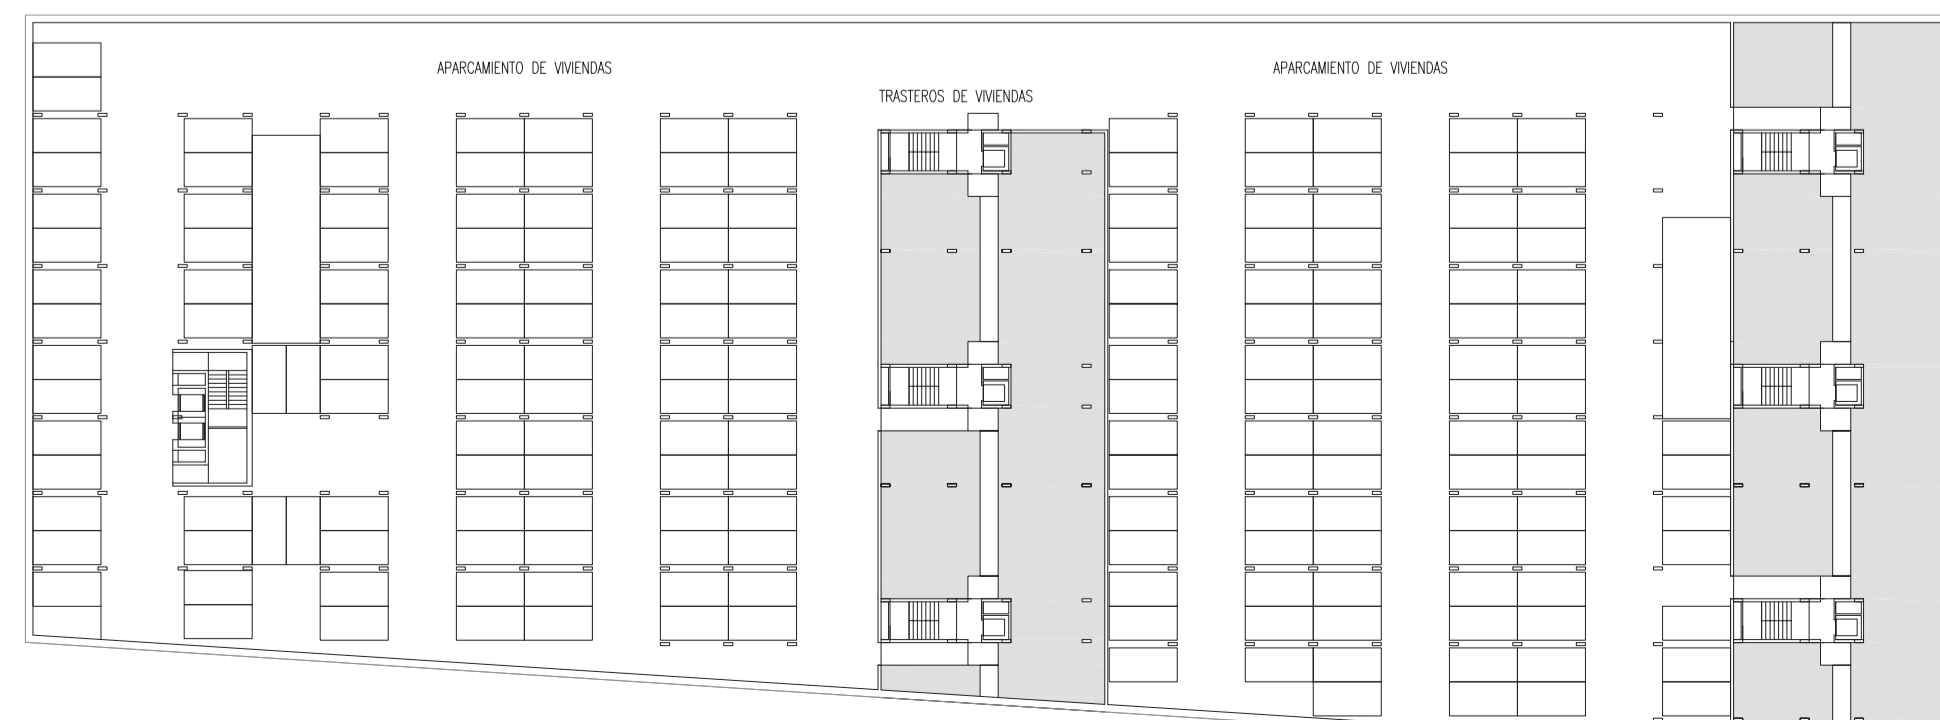 APARCAMIENTO DE VIVIENDAS
APARCAMIENTO DE VIVIENDAS
TRASTEROS DE VIVIENDAS